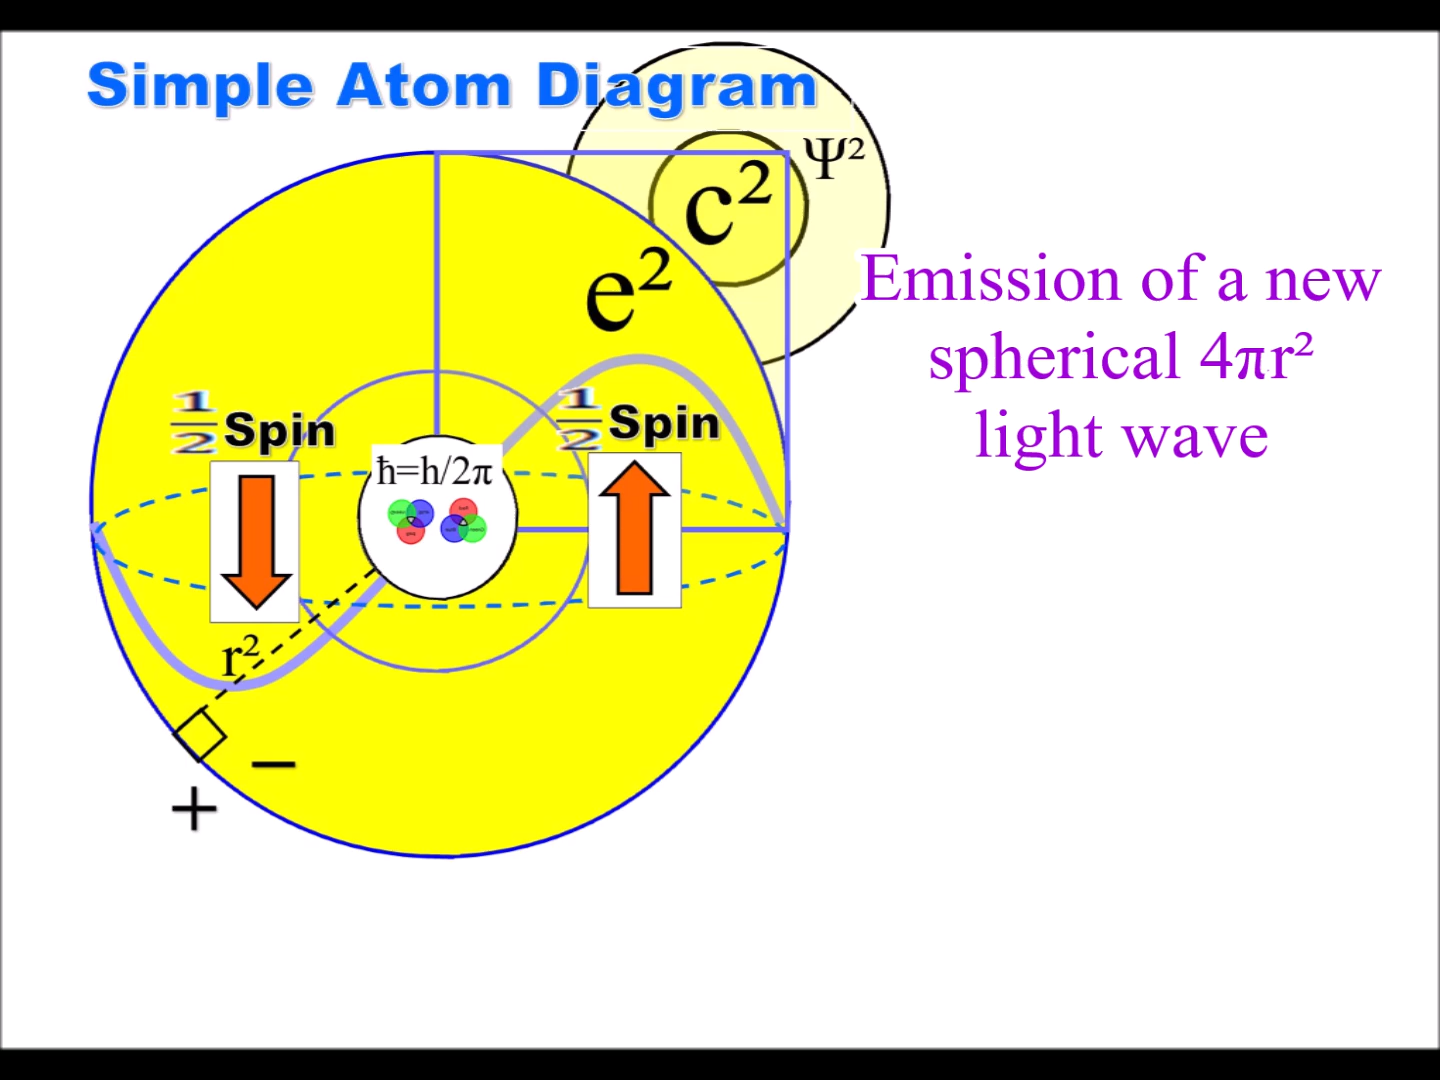 Simple Atom Diagram
Ψ²
c²
e²
Emission of a new
spherical 4πr²
light wave
½ Spin
½ Spin
ħ=h/2π
r²
−
+